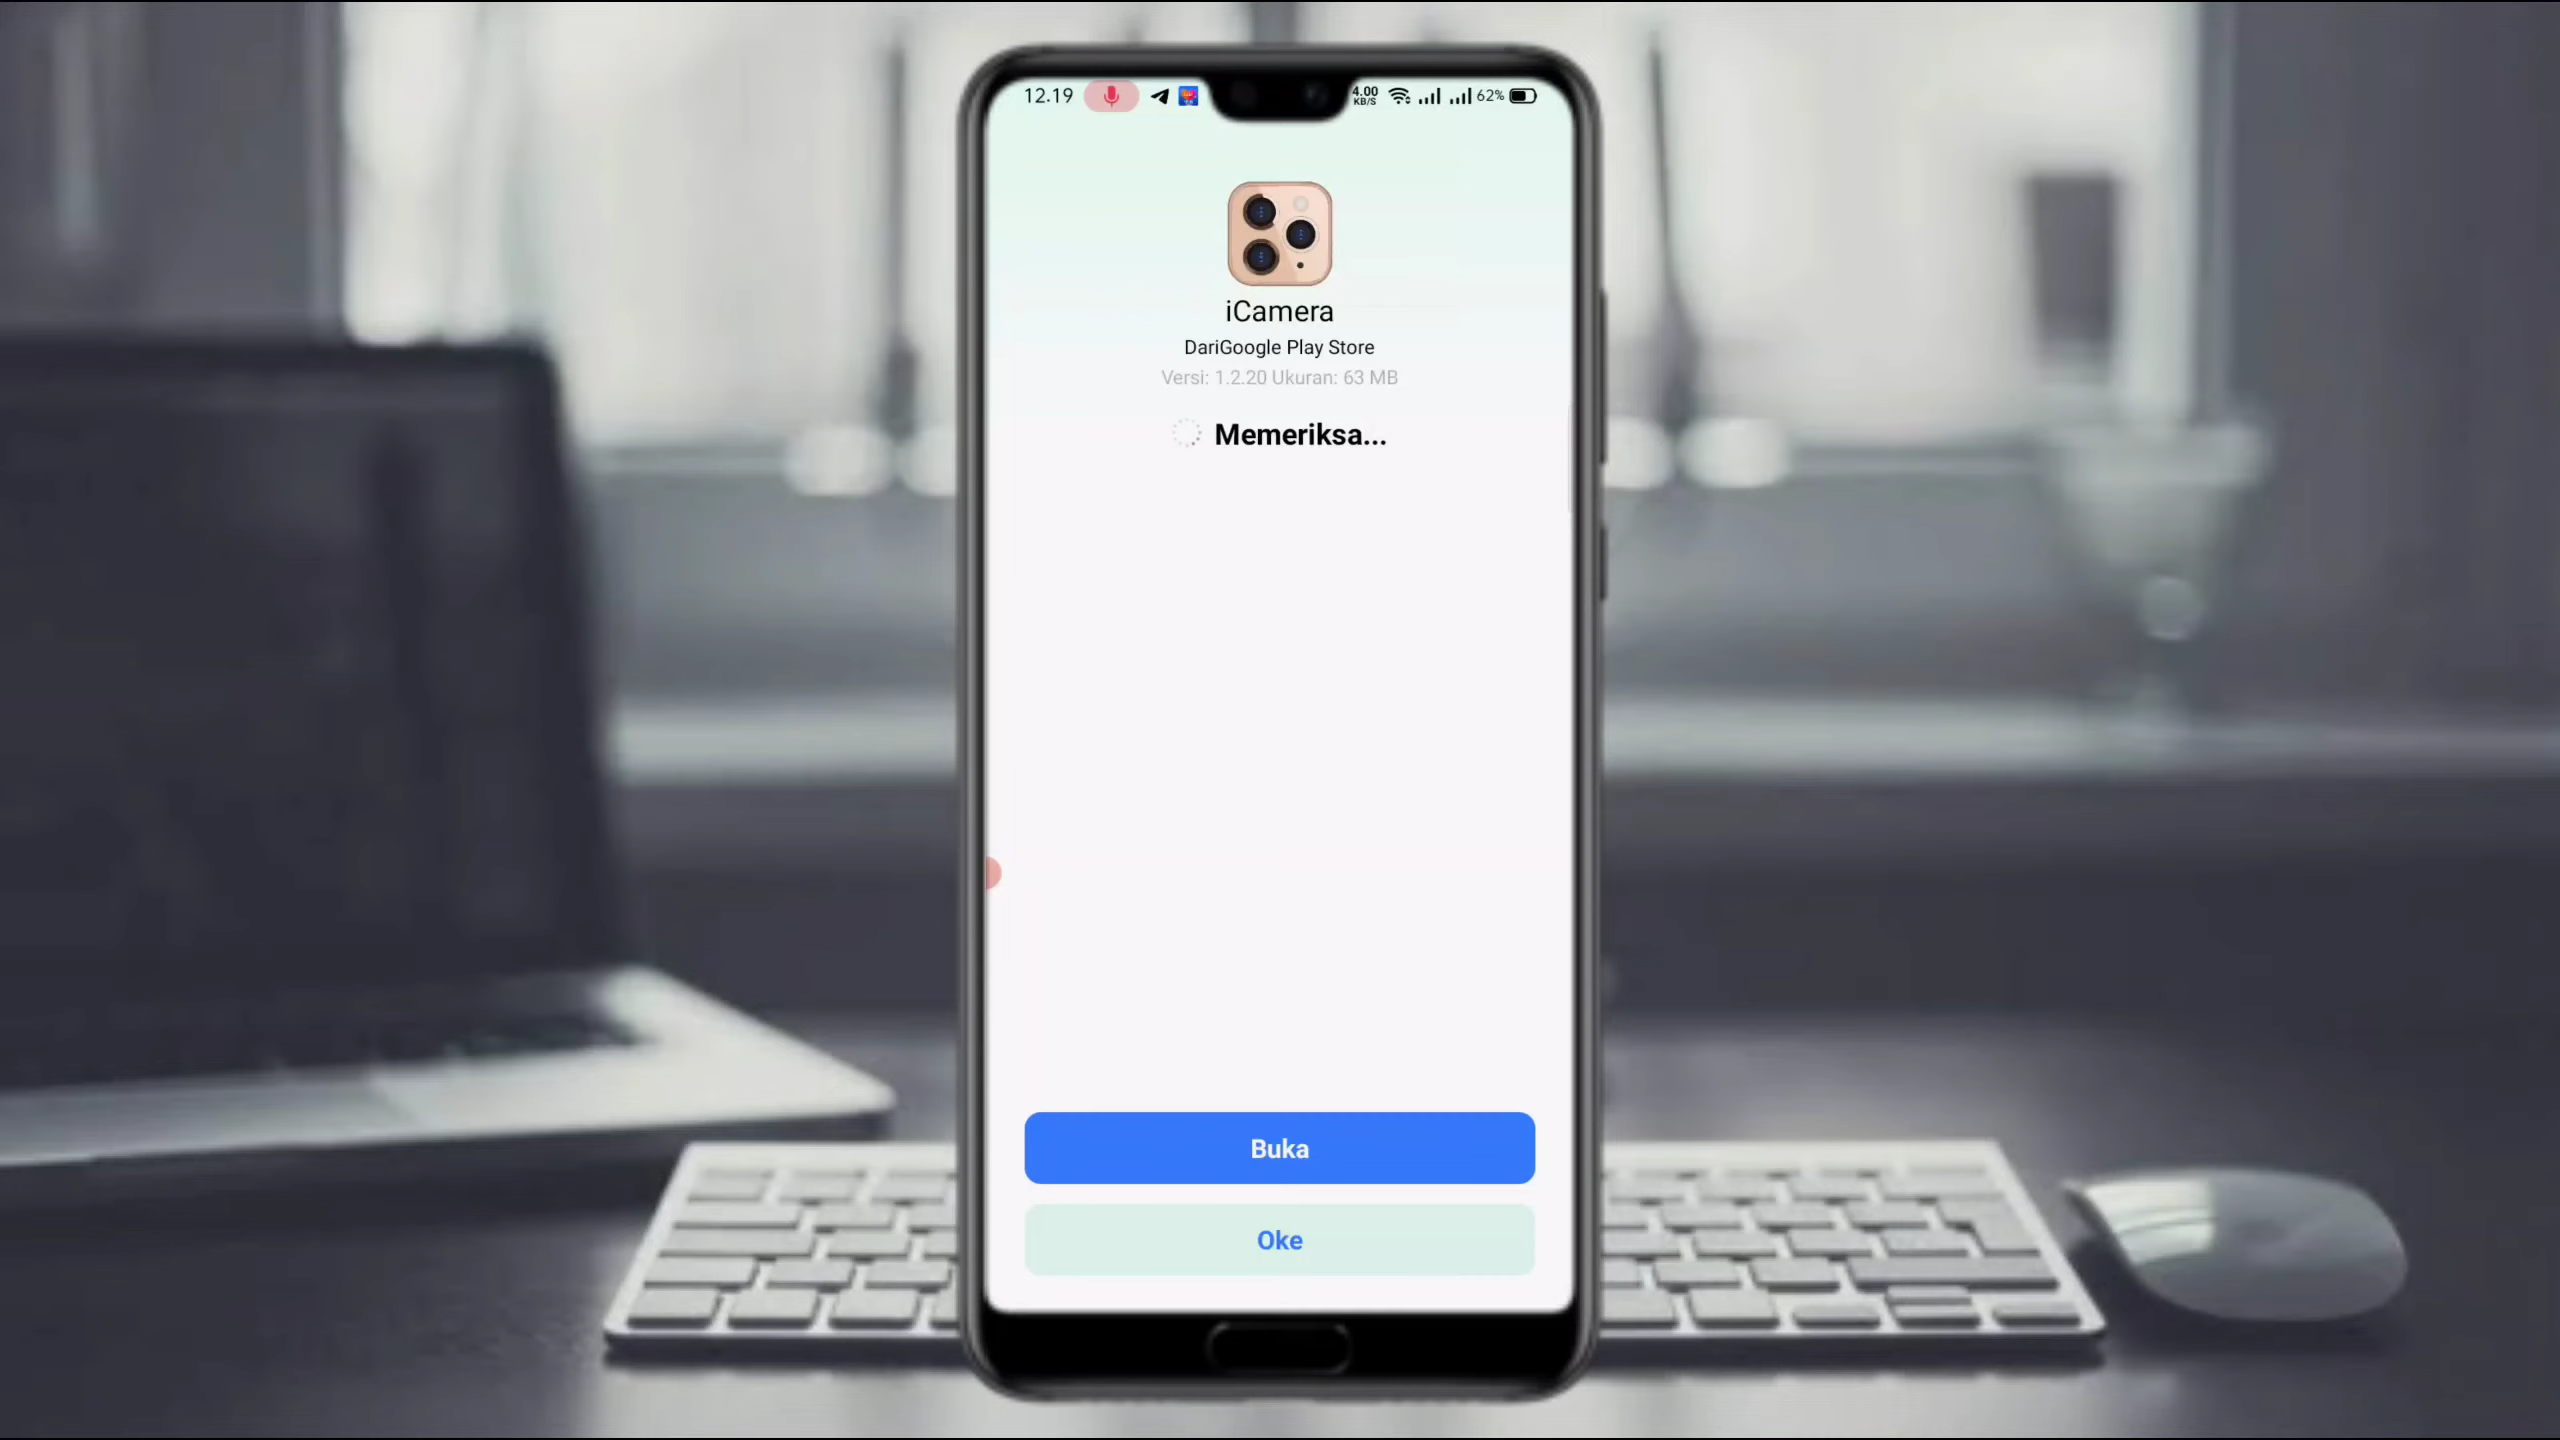 12.19
4.00
KB/S
62%
iCamera
DariGoogle Play Store
Versi: 1.2.20 Ukuran: 63 MB
Memeriksa...
Buka
Oke